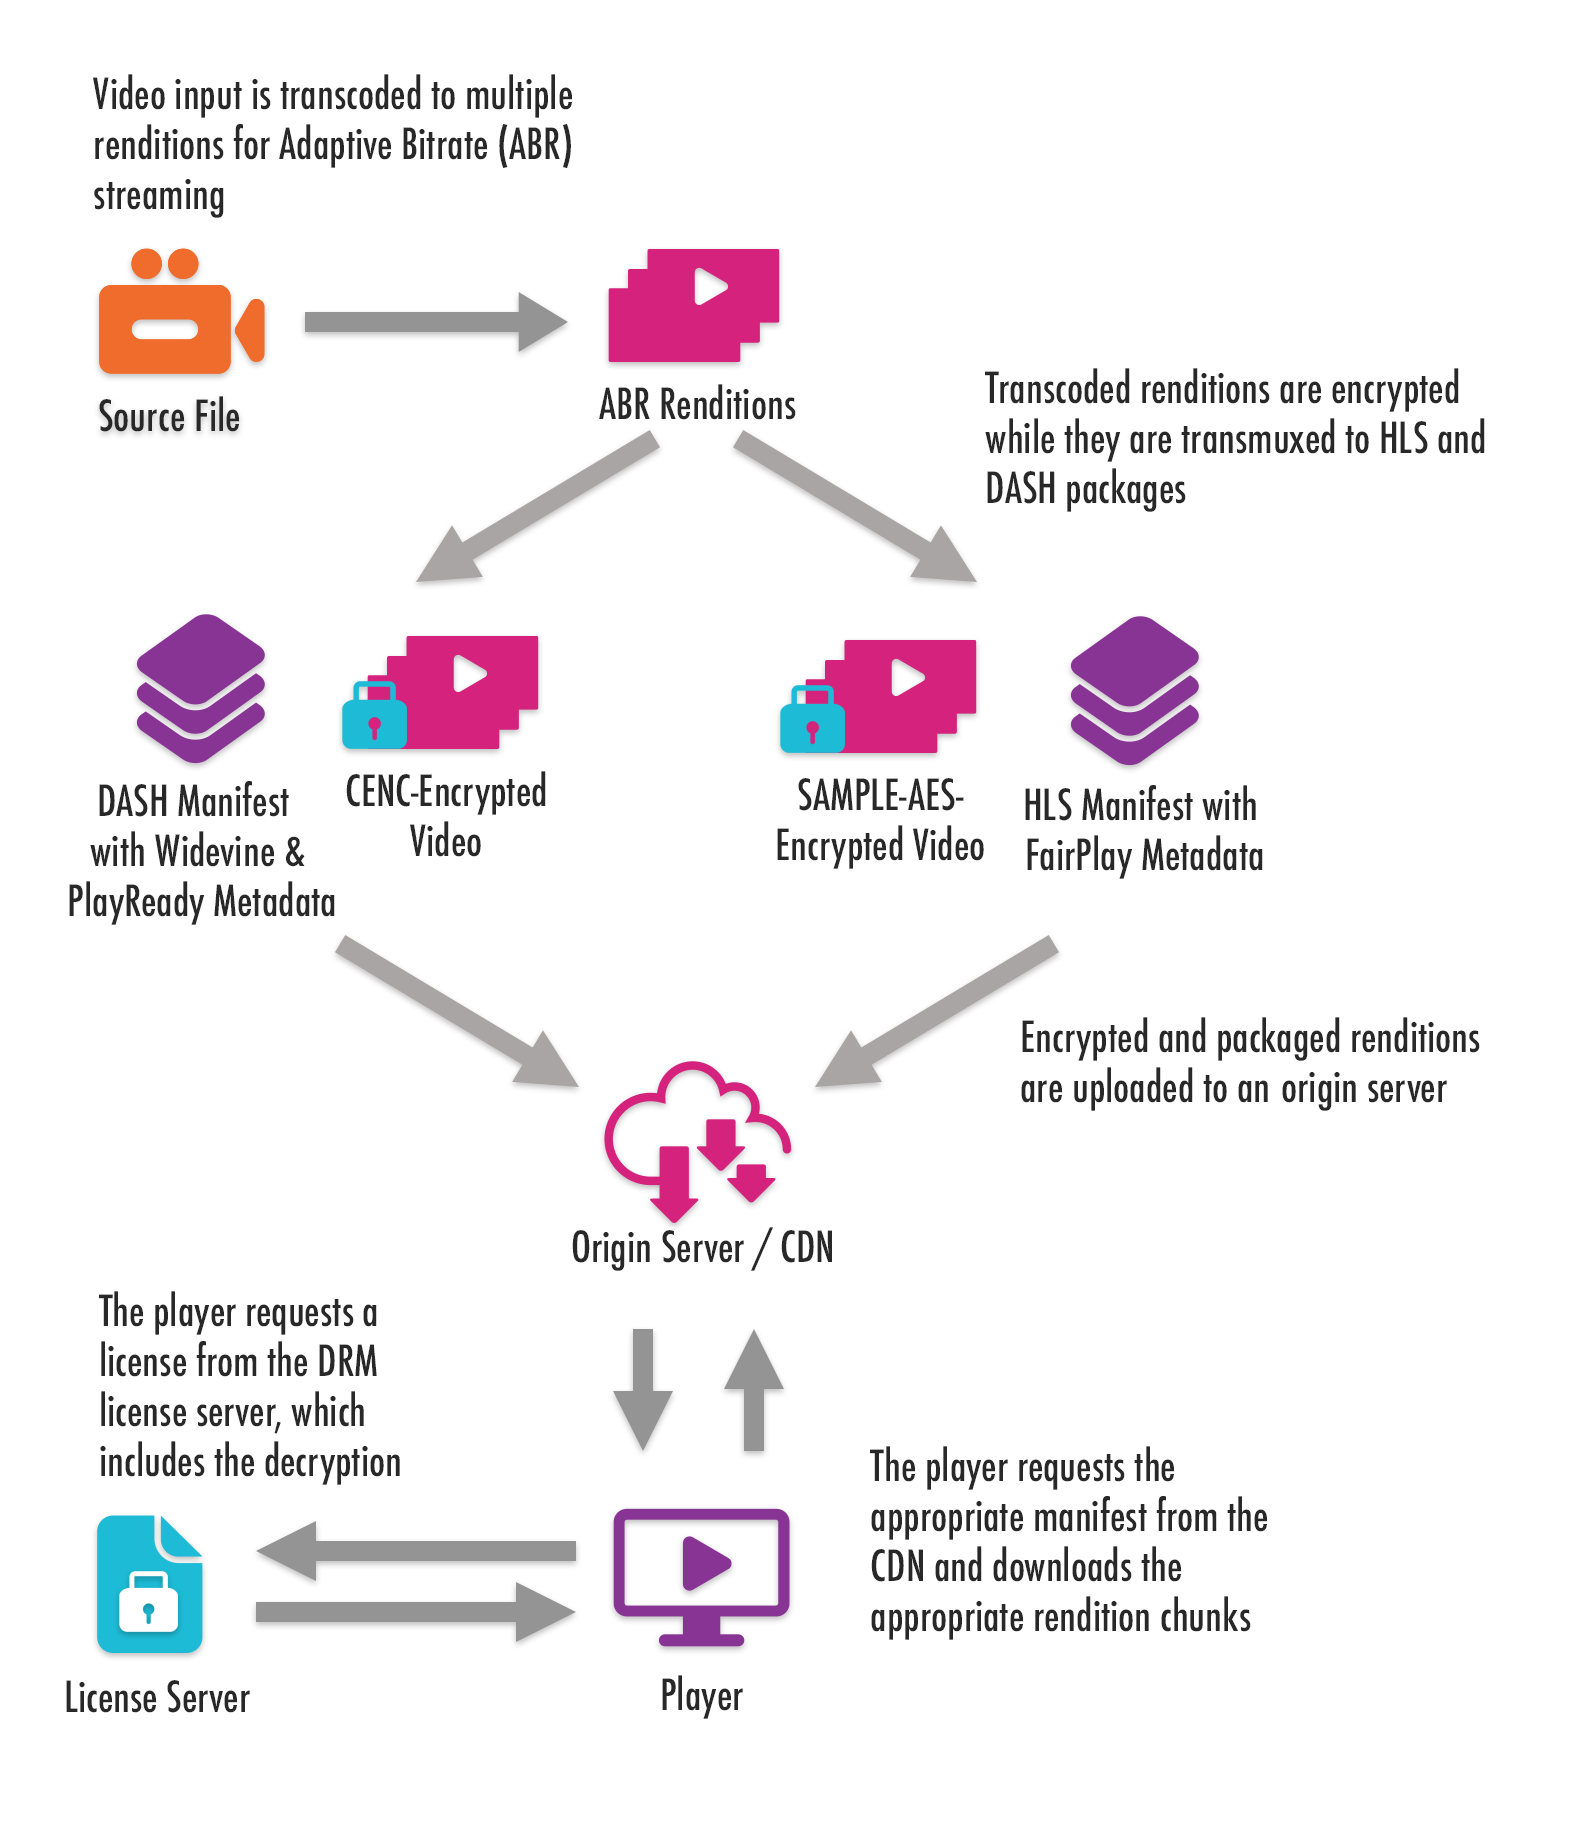 Video input is transcoded to multiple
renditions for Adaptive Bitrate (ABR)
streaming
Source File
ABR Renditions
Transcoded renditions are encrypted
while they are transmuxed to HLS and
DASH packages
DASH Manifest
with Widevine &
PlayReady Metadata
CENC-Encrypted
Video
SAMPLE-AES-
Encrypted Video
HLS Manifest with
FairPlay Metadata
Encrypted and packaged renditions
are uploaded to an origin server
Origin Server / CDN
The player requests a
license from the DRM
license server, which
includes the decryption
The player requests the
appropriate manifest from the
CDN and downloads the
appropriate rendition chunks
License Server
Player